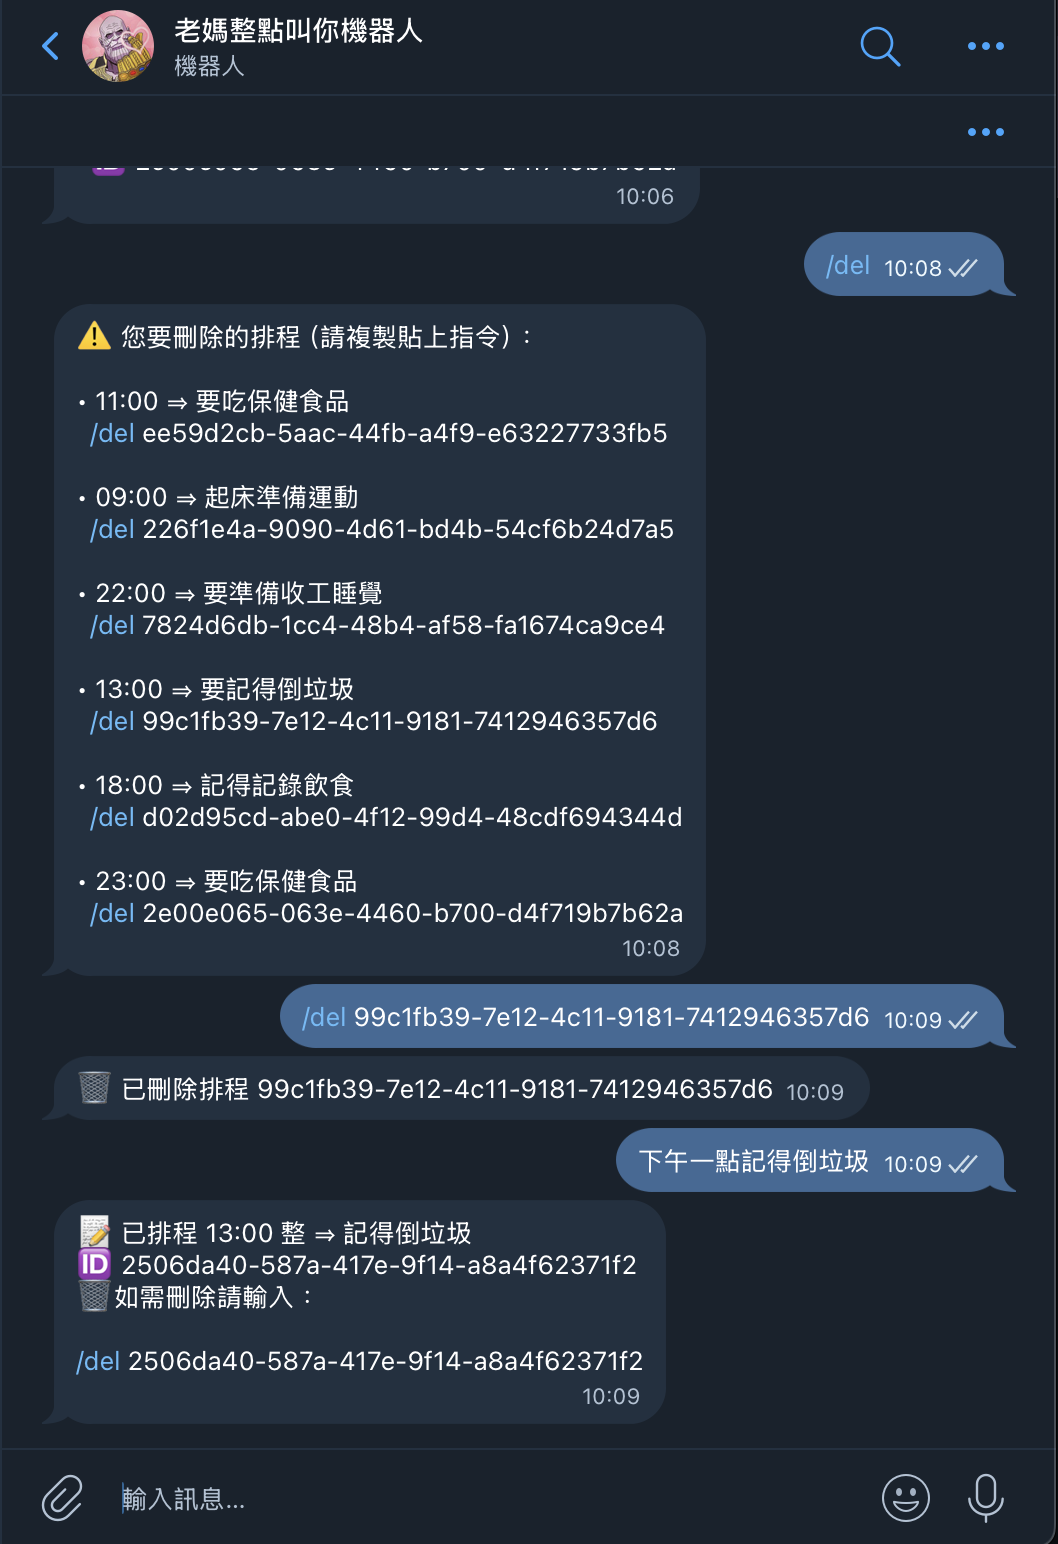 老媽整點叫你機器人
機器人
10:06
/del 10:08
⚠️ 您要刪除的排程 (請複製貼上指令)：
• 11:00 ⇒ 要吃保健食品
/del ee59d2cb-5aac-44fb-a4f9-e63227733fb5
• 09:00 ⇒ 起床準備運動
/del 226f1e4a-9090-4d61-bd4b-54cf6b24d7a5
• 22:00 ⇒ 要準備收工睡覺
/del 7824d6db-1cc4-48b4-af58-fa1674ca9ce4
• 13:00 ⇒ 要記得倒垃圾
/del 99c1fb39-7e12-4c11-9181-7412946357d6
• 18:00 ⇒ 記得記錄飲食
/del d02d95cd-abe0-4f12-99d4-48cdf694344d
• 23:00 ⇒ 要吃保健食品
/del 2e00e065-063e-4460-b700-d4f719b7b62a
10:08
/del 99c1fb39-7e12-4c11-9181-7412946357d6 10:09
🗑️ 已刪除排程 99c1fb39-7e12-4c11-9181-7412946357d6 10:09
下午一點記得倒垃圾 10:09
📝 已排程 13:00 整 ⇒ 記得倒垃圾
🆔 2506da40-587a-417e-9f14-a8a4f62371f2
🗑️如需刪除請輸入：
/del 2506da40-587a-417e-9f14-a8a4f62371f2
10:09
輸入訊息...